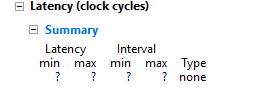 Latency (clock cycles)
Summary
Latency Interval
min max min max Type
? ? ? ? none